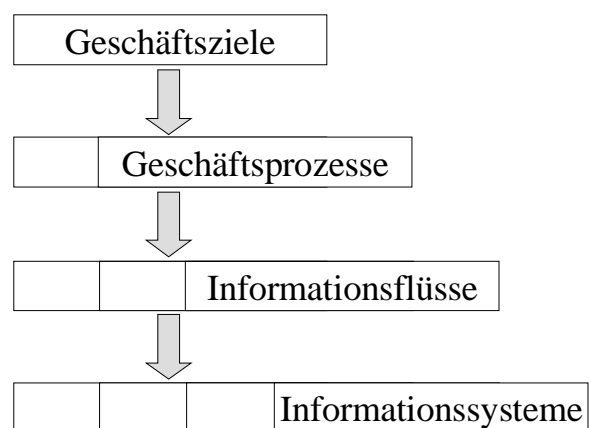 Geschäftsziele
Geschäftsprozesse
Informationsflüsse
Informationssysteme